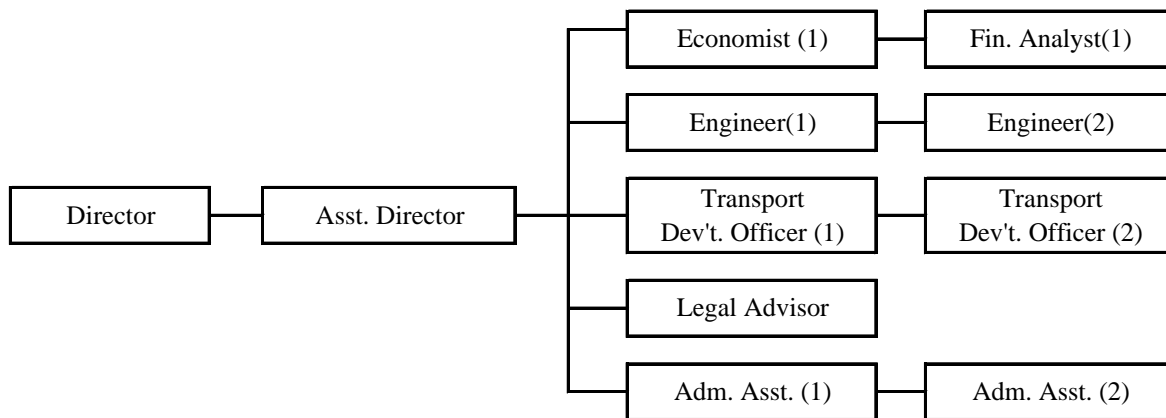 Director
Asst. Director
Economist (1)
Fin. Analyst(1)
Engineer(1)
Engineer(2)
Transport
Dev't. Officer (1)
Transport
Dev't. Officer (2)
Legal Advisor
Adm. Asst. (1)
Adm. Asst. (2)